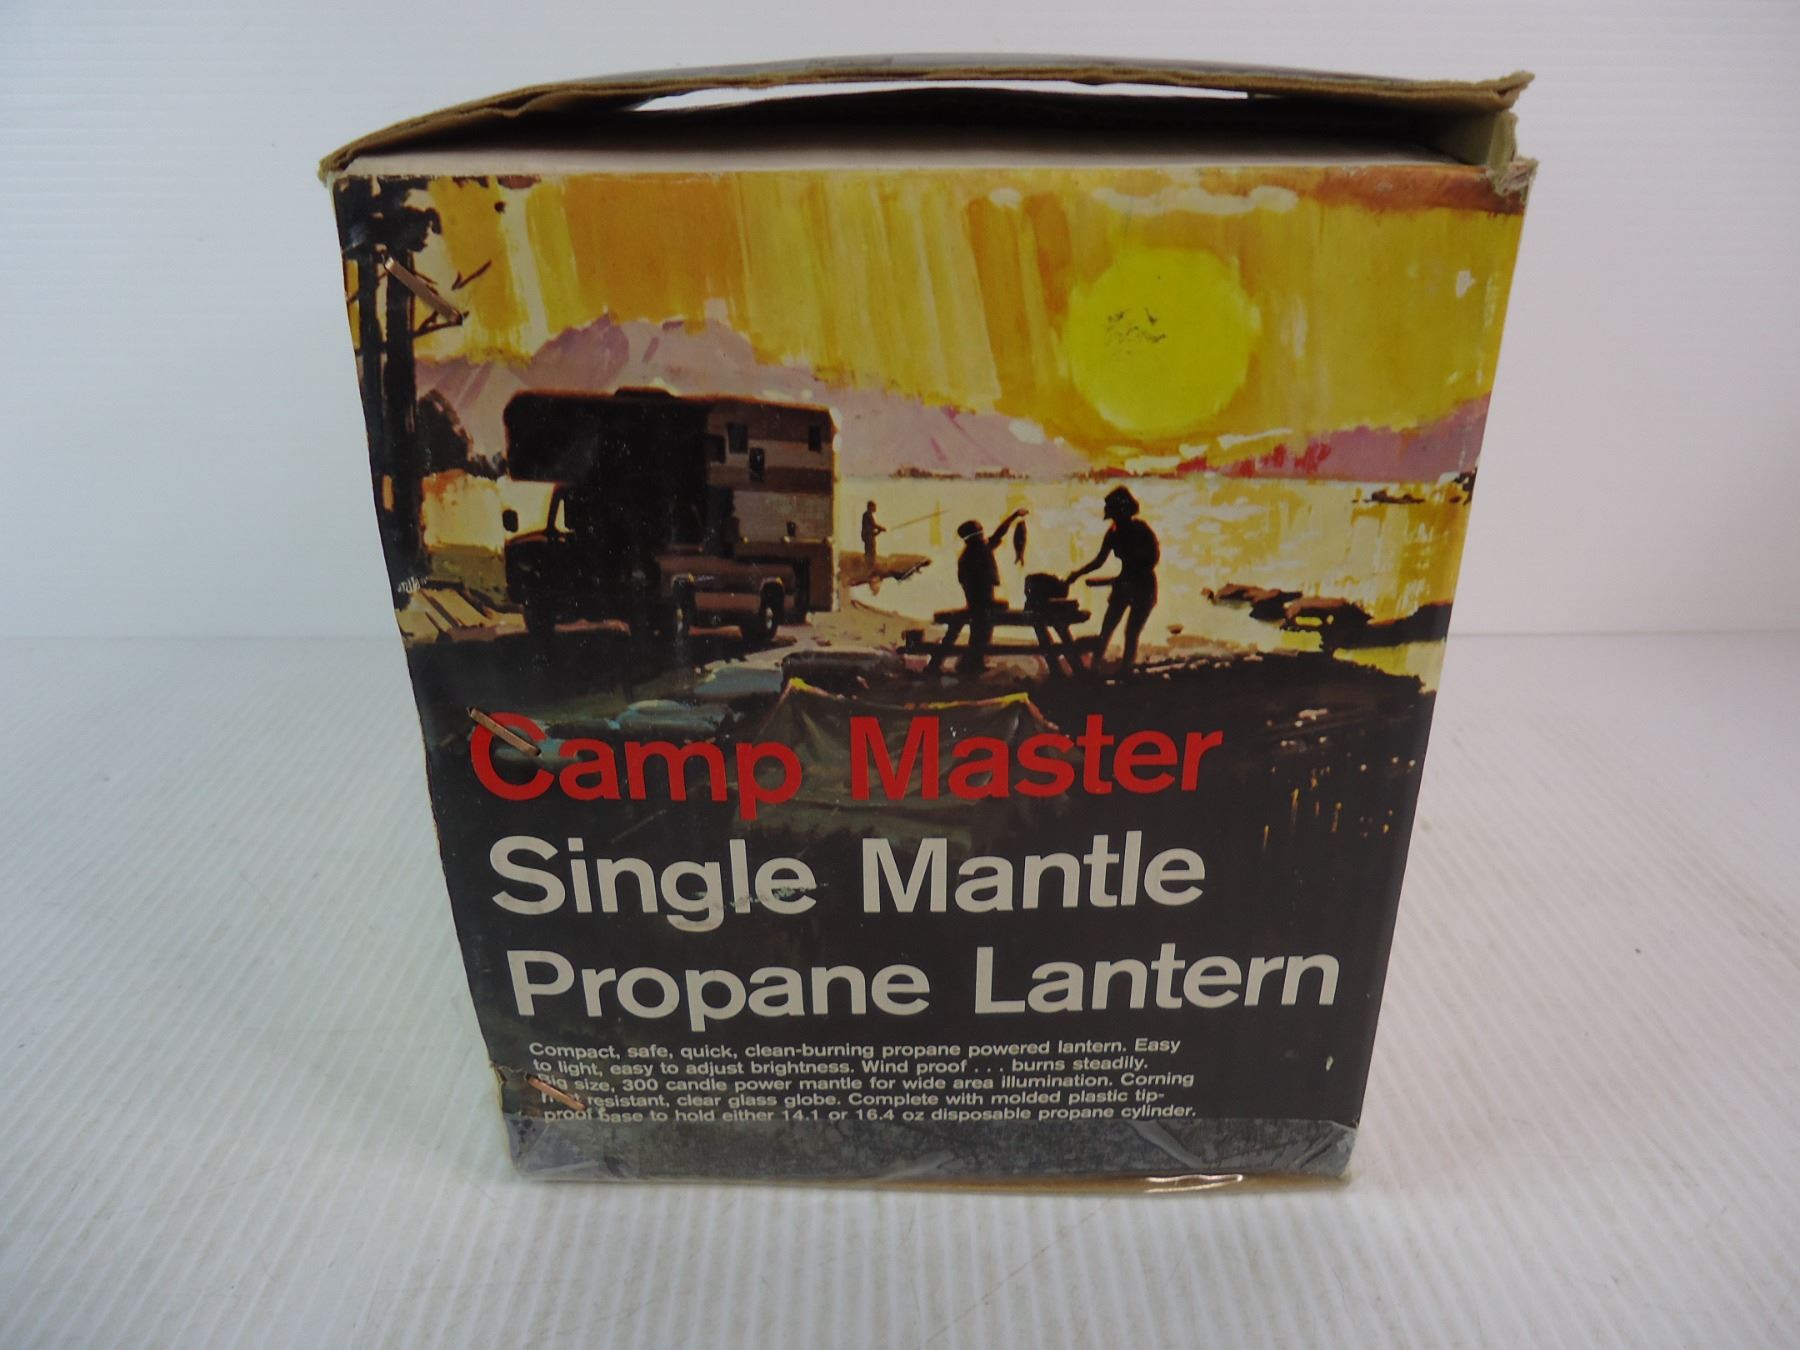 Camp Master
Single Mantle
Propane Lantern
Compact, safe, quick, clean-burning propane powered lantern. Easy
to light, easy to adjust brightness. Wind proof . . . burns steadily.
Big size, 300 candle power mantle for wide area illumination. Corning
heat resistant, clear glass globe. Complete with molded plastic tip-
proof base to hold either 14.1 or 16.4 oz disposable propane cylinder.